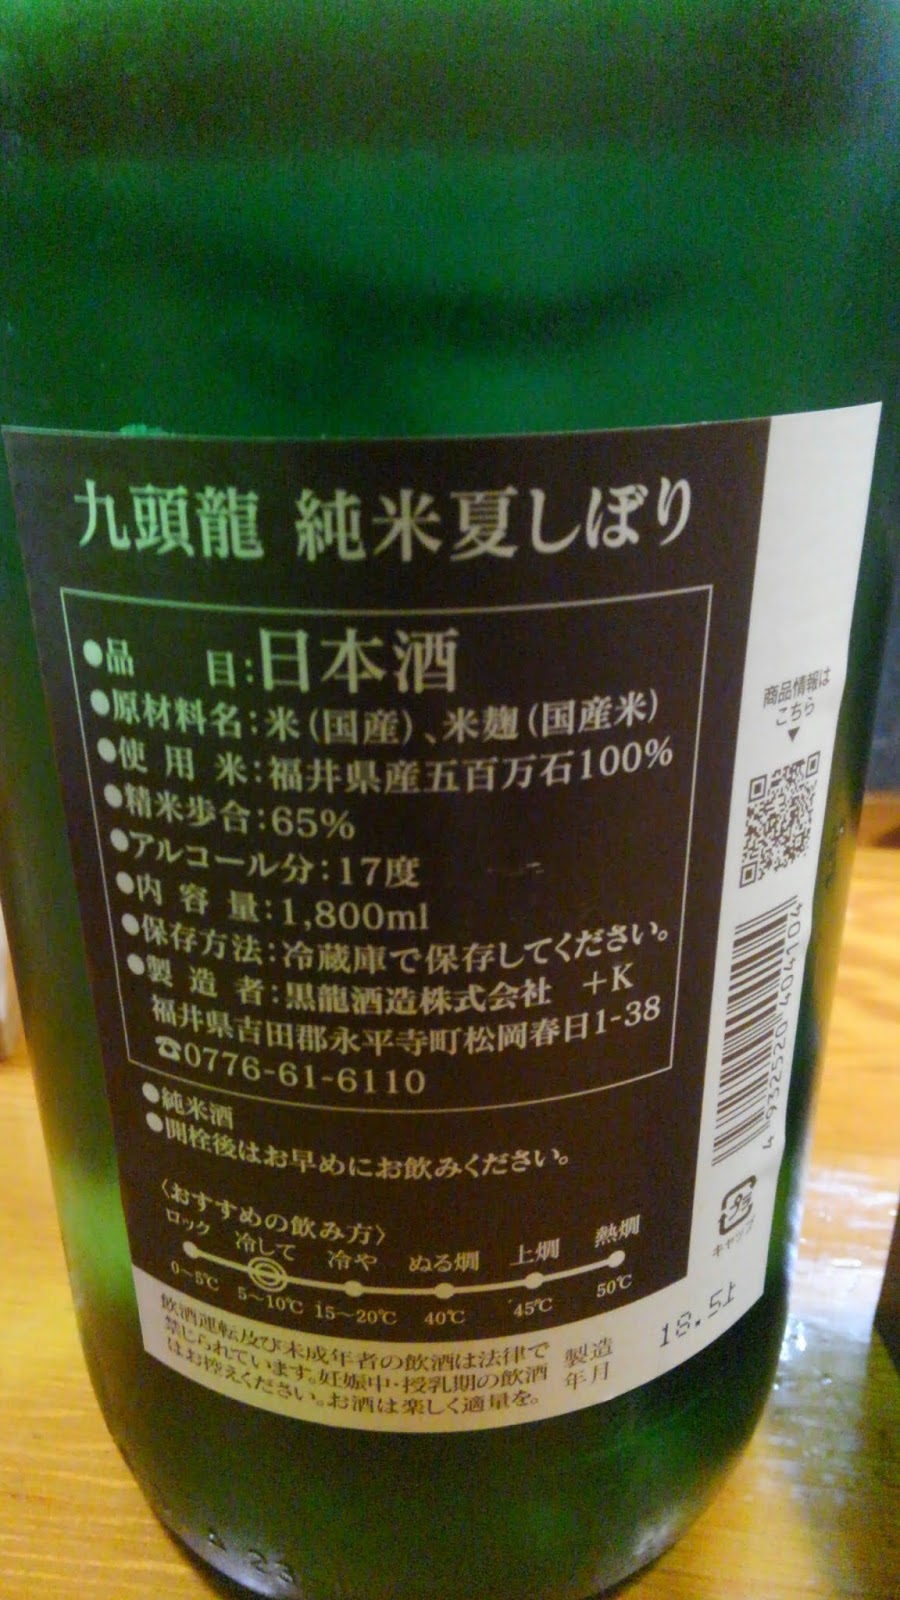 九頭龍 純米夏しぼり
●品　　目：日本酒
●原材料名：米（国産）、米麹（国産米）
●使 用 米：福井県産五百万石100%
●精米歩合：65%
●アルコール分：17度
●内 容 量：1,800ml
●保存方法：冷蔵庫で保存してください。
●製 造 者：黒龍酒造株式会社　+K
福井県吉田郡永平寺町松岡春日1-38
☎0776-61-6110
●純米酒
●開栓後はお早めにお飲みください。
〈おすすめの飲み方〉
ロック 冷して 冷や ぬる燗 上燗 熱燗
0〜5℃ 5〜10℃ 15〜20℃ 40℃ 45℃ 50℃
飲酒運転及び未成年者の飲酒は法律で
禁じられています。妊娠中・授乳期の飲酒
はお控えください。お酒は楽しく適量を。
製造
年月
18.5上
商品情報は
こちら
▼
4 932520 404104
キャップ